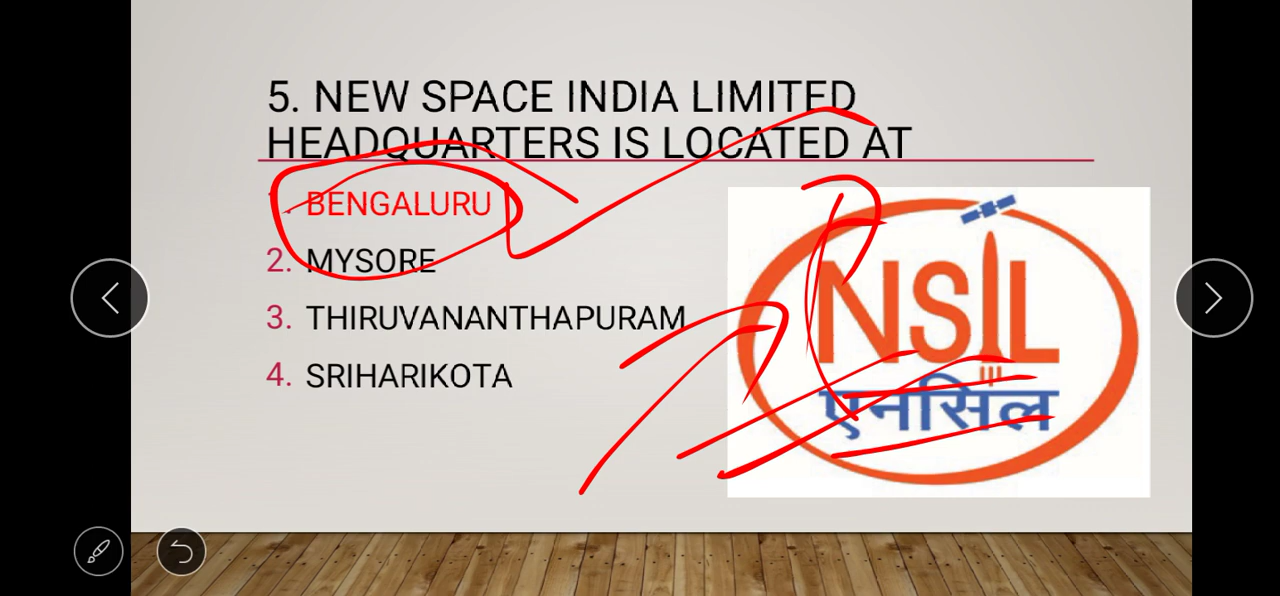 5. NEW SPACE INDIA LIMITED
HEADQUARTERS IS LOCATED AT
1. BENGALURU
2. MYSORE
3. THIRUVANANTHAPURAM
4. SRIHARIKOTA
NSIL
एनसिल